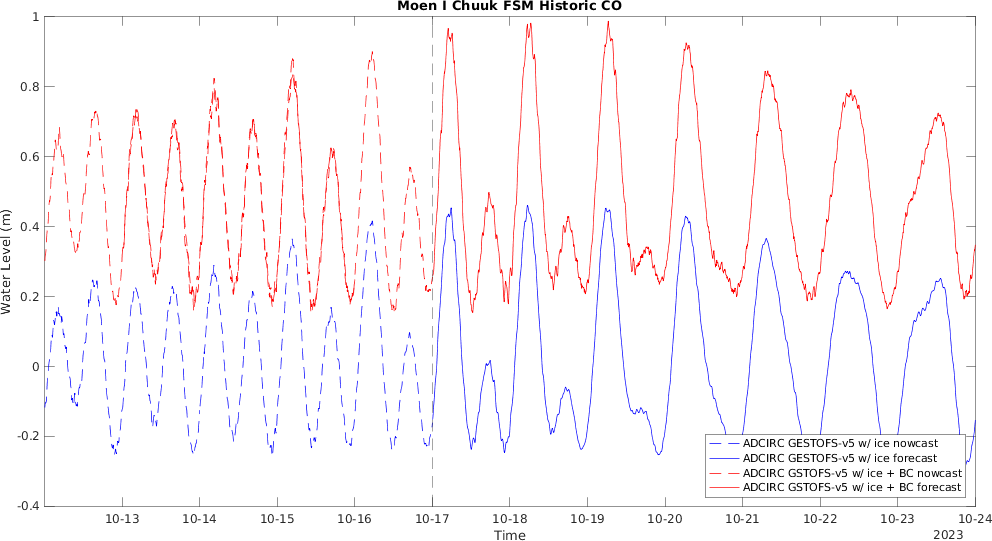 Moen I Chuuk FSM Historic CO
Water Level (m)
1
0.8
0.6
0.4
0.2
0
-0.2
-0.4
ADCIRC GESTOFS-v5 w/ ice nowcast
ADCIRC GESTOFS-v5 w/ ice forecast
ADCIRC GSTOFS-v5 w/ ice + BC nowcast
ADCIRC GSTOFS-v5 w/ ice + BC forecast
10-13 10-14 10-15 10-16 10-17 10-18 10-19 10-20 10-21 10-22 10-23 10-24
Time
2023